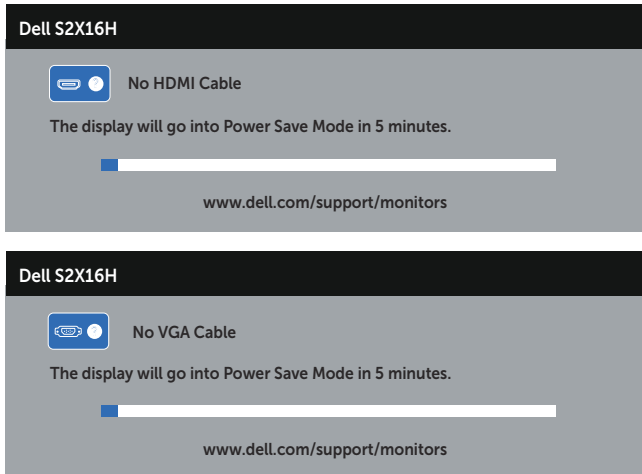 Dell S2X16H
No HDMI Cable
The display will go into Power Save Mode in 5 minutes.
www.dell.com/support/monitors
Dell S2X16H
No VGA Cable
The display will go into Power Save Mode in 5 minutes.
www.dell.com/support/monitors